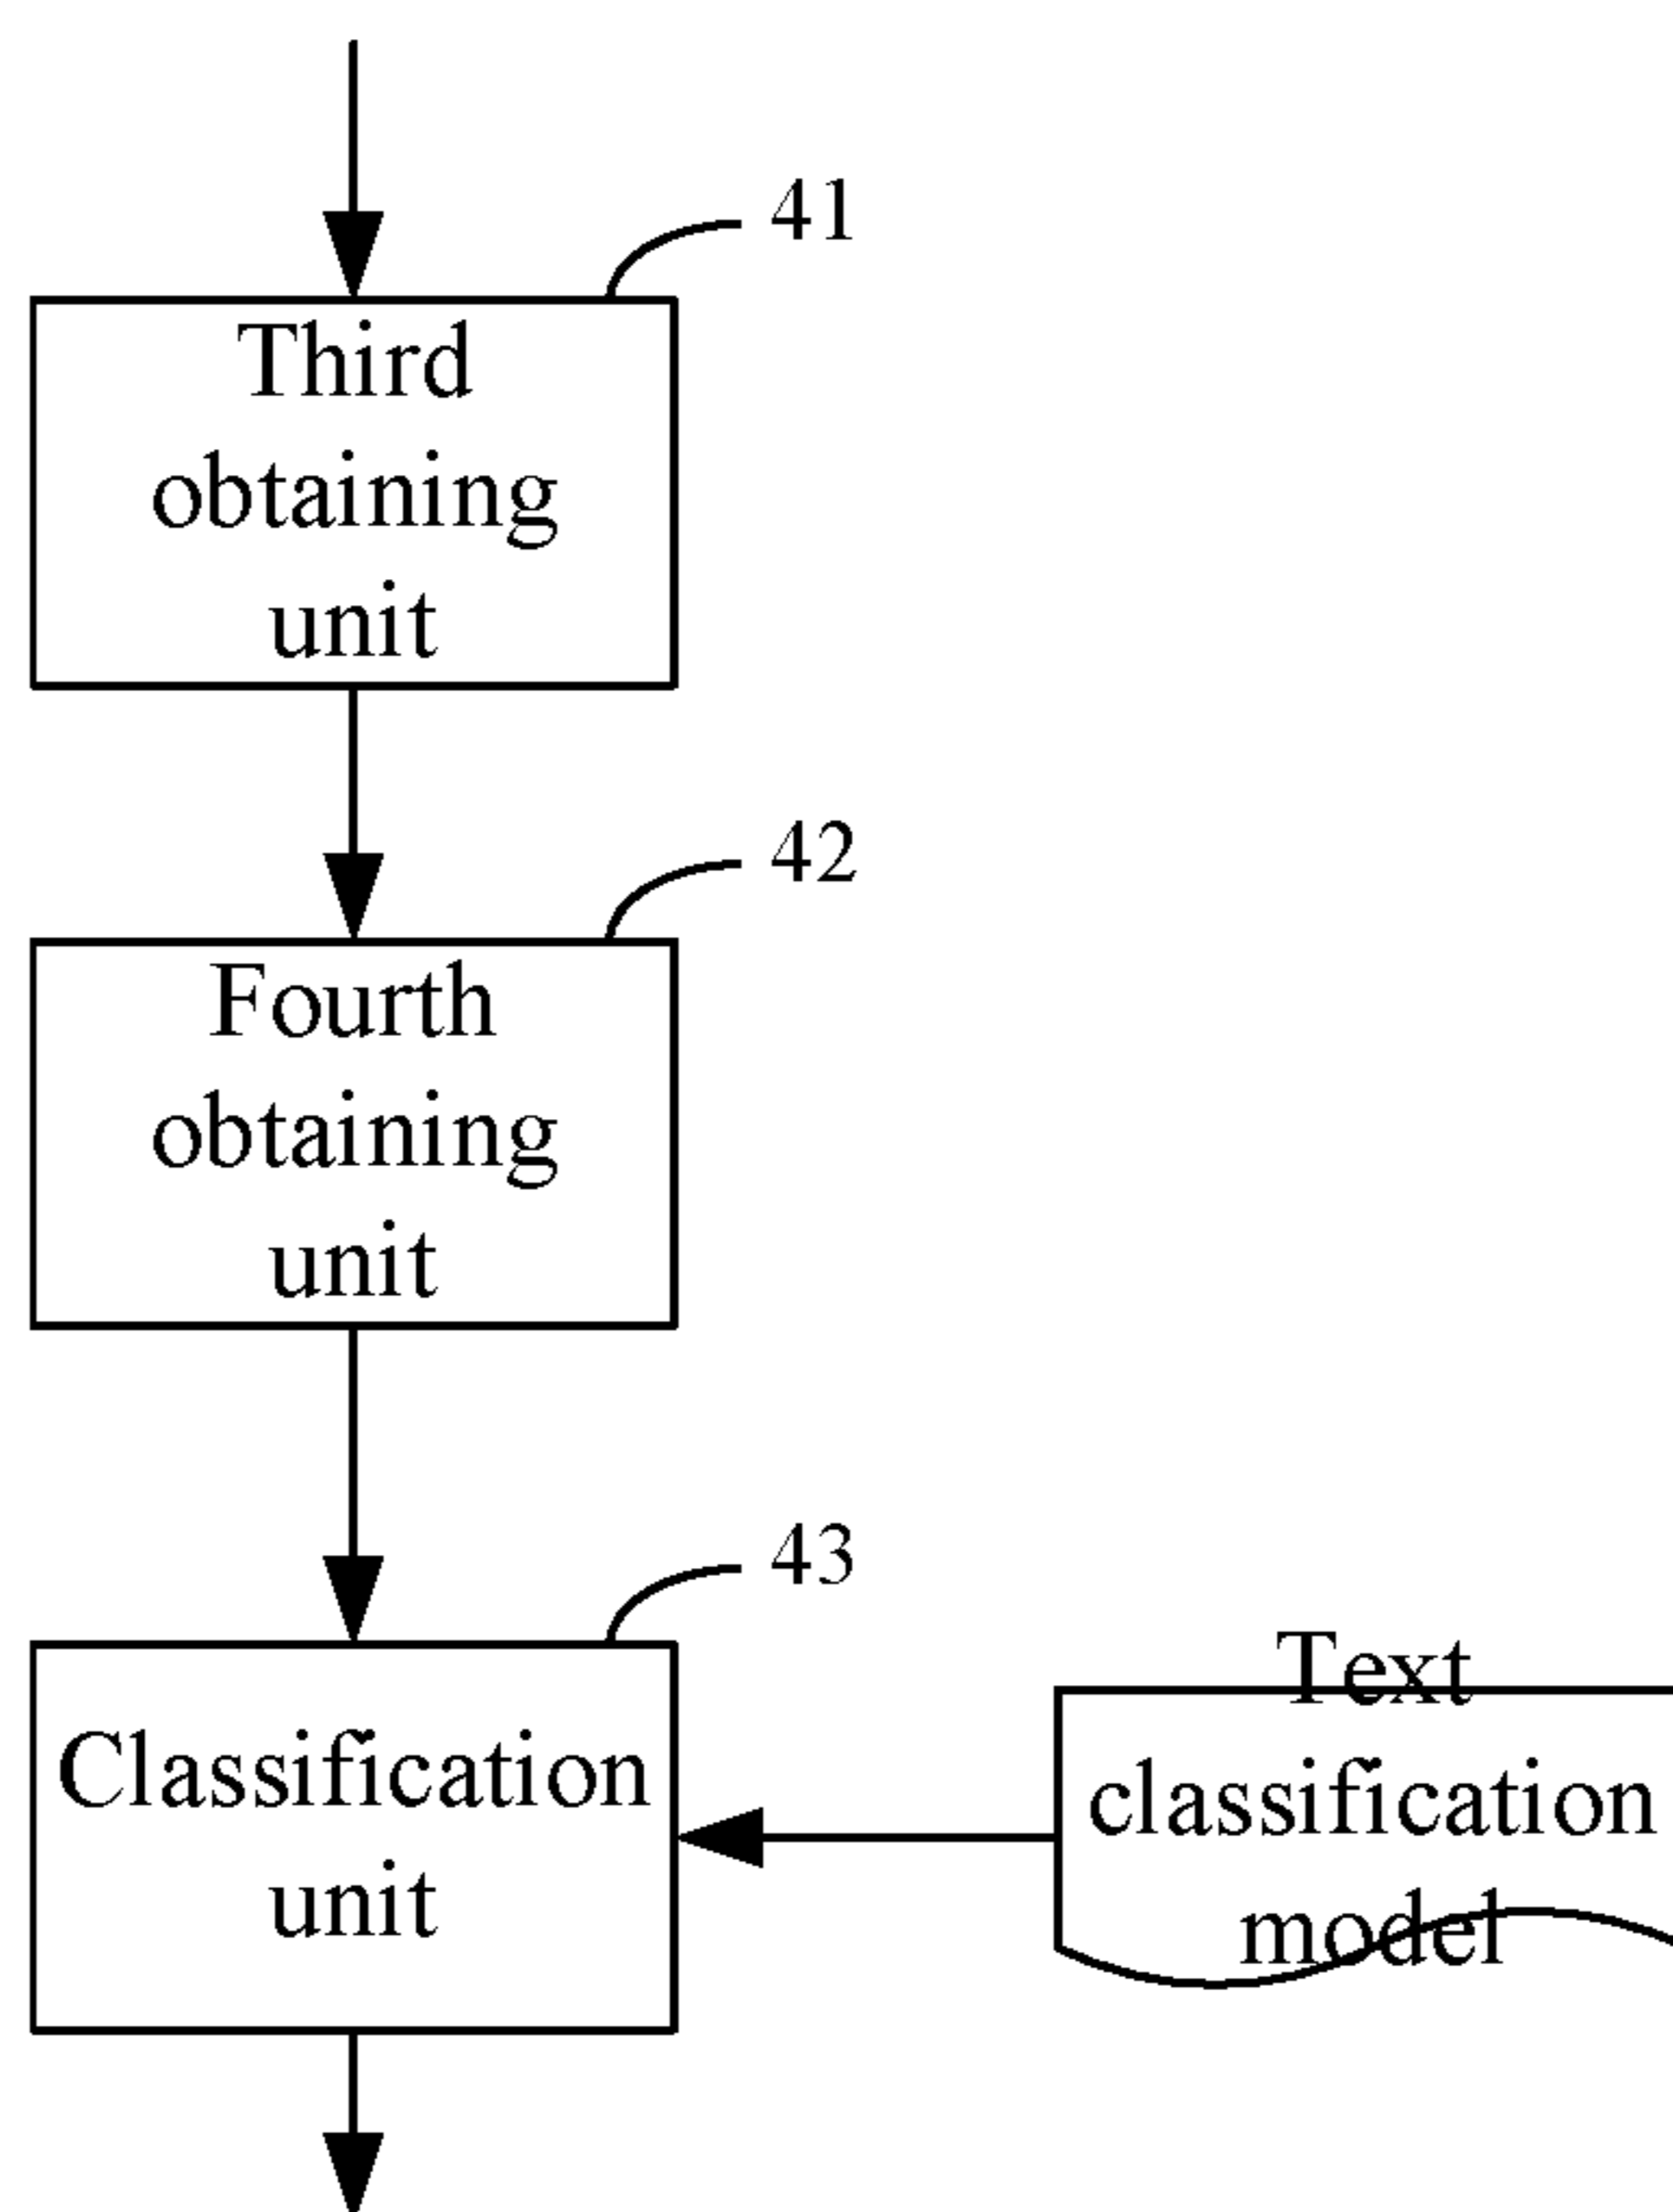 41
Third
obtaining
unit
42
Fourth
obtaining
unit
43
Classification
unit
Text
classification
model